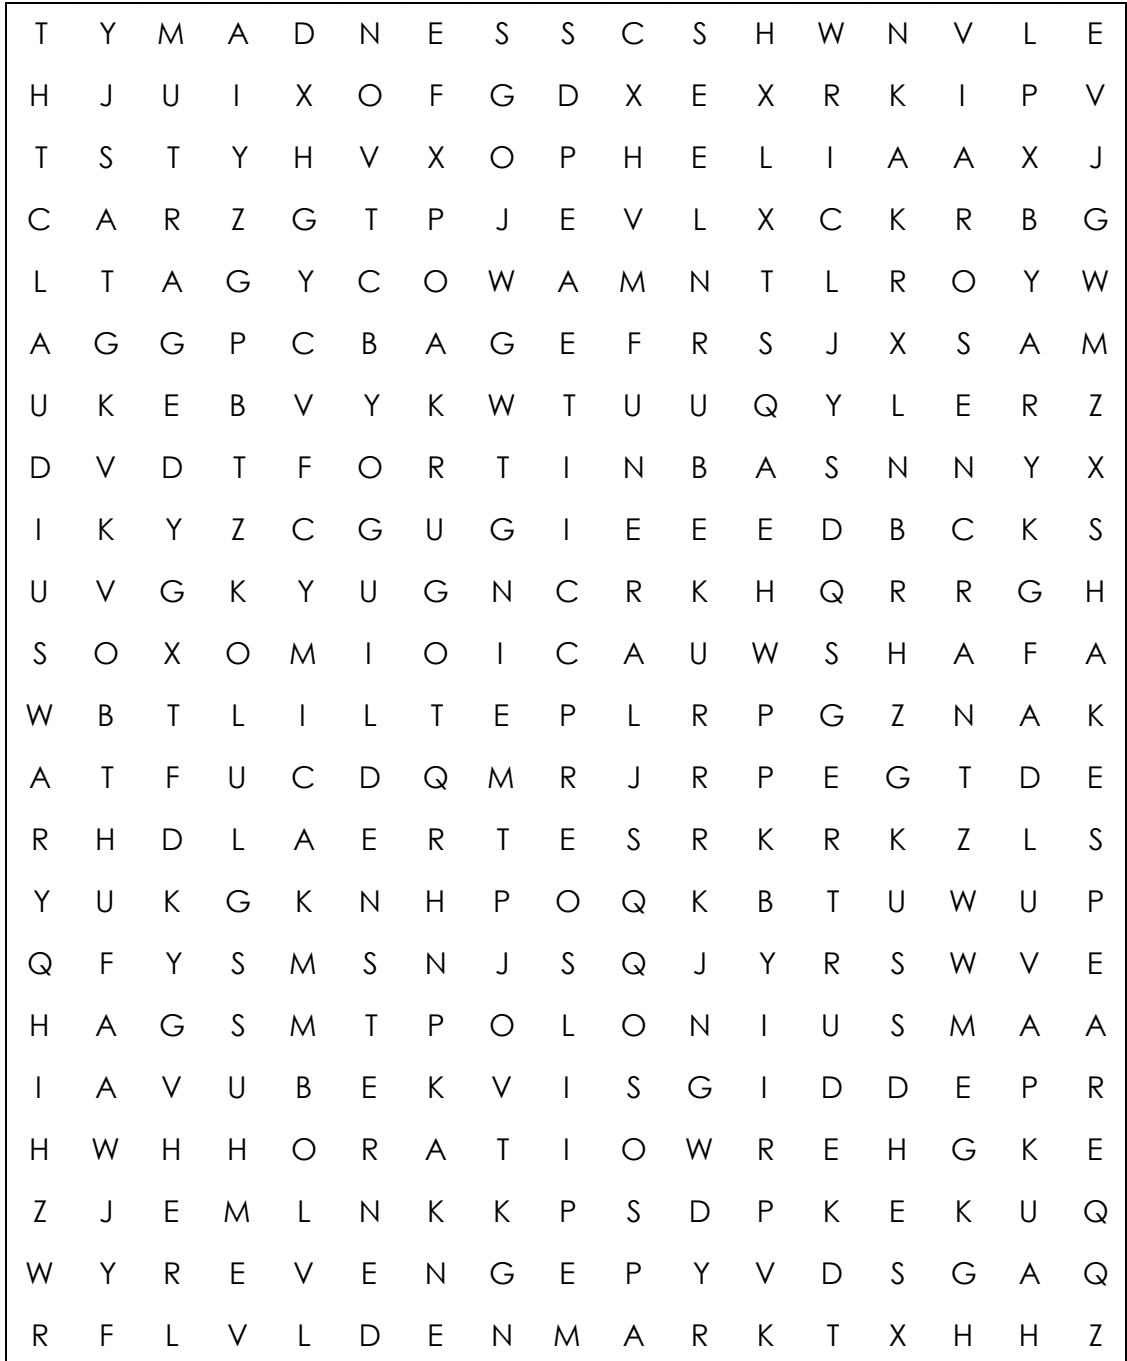 T Y M A D N E S S C S H W N V L E
H J U I X O F G D X E X R K I P V
T S T Y H V X O P H E L I A A X J
C A R Z G T P J E V L X C K R B G
L T A G Y C O W A M N T L R O Y W
A G G P C B A G E F R S J X S A M
U K E B V Y K W T U U Q Y L E R Z
D V D T F O R T I N B A S N N Y X
I K Y Z C G U G I E E E D B C K S
U V G K Y U G N C R K H Q R R G H
S O X O M I O I C A U W S H A F A
W B T L I L T E P L R P G Z N A K
A T F U C D Q M R J R P E G T D E
R H D L A E R T E S R K R K Z L S
Y U K G K N H P O Q K B T U W U P
Q F Y S M S N J S Q J Y R S W V E
H A G S M T P O L O N I U S M A A
I A V U B E K V I S G I D D E P R
H W H H O R A T I O W R E H G K E
Z J E M L N K K P S D P K E K U Q
W Y R E V E N G E P Y V D S G A Q
R F L V L D E N M A R K T X H H Z